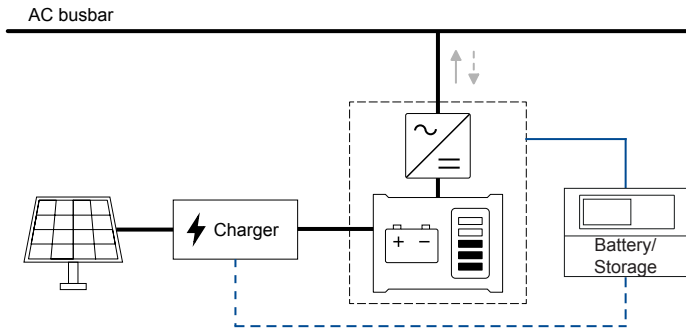 AC busbar
Charger
+ −
Battery/
Storage